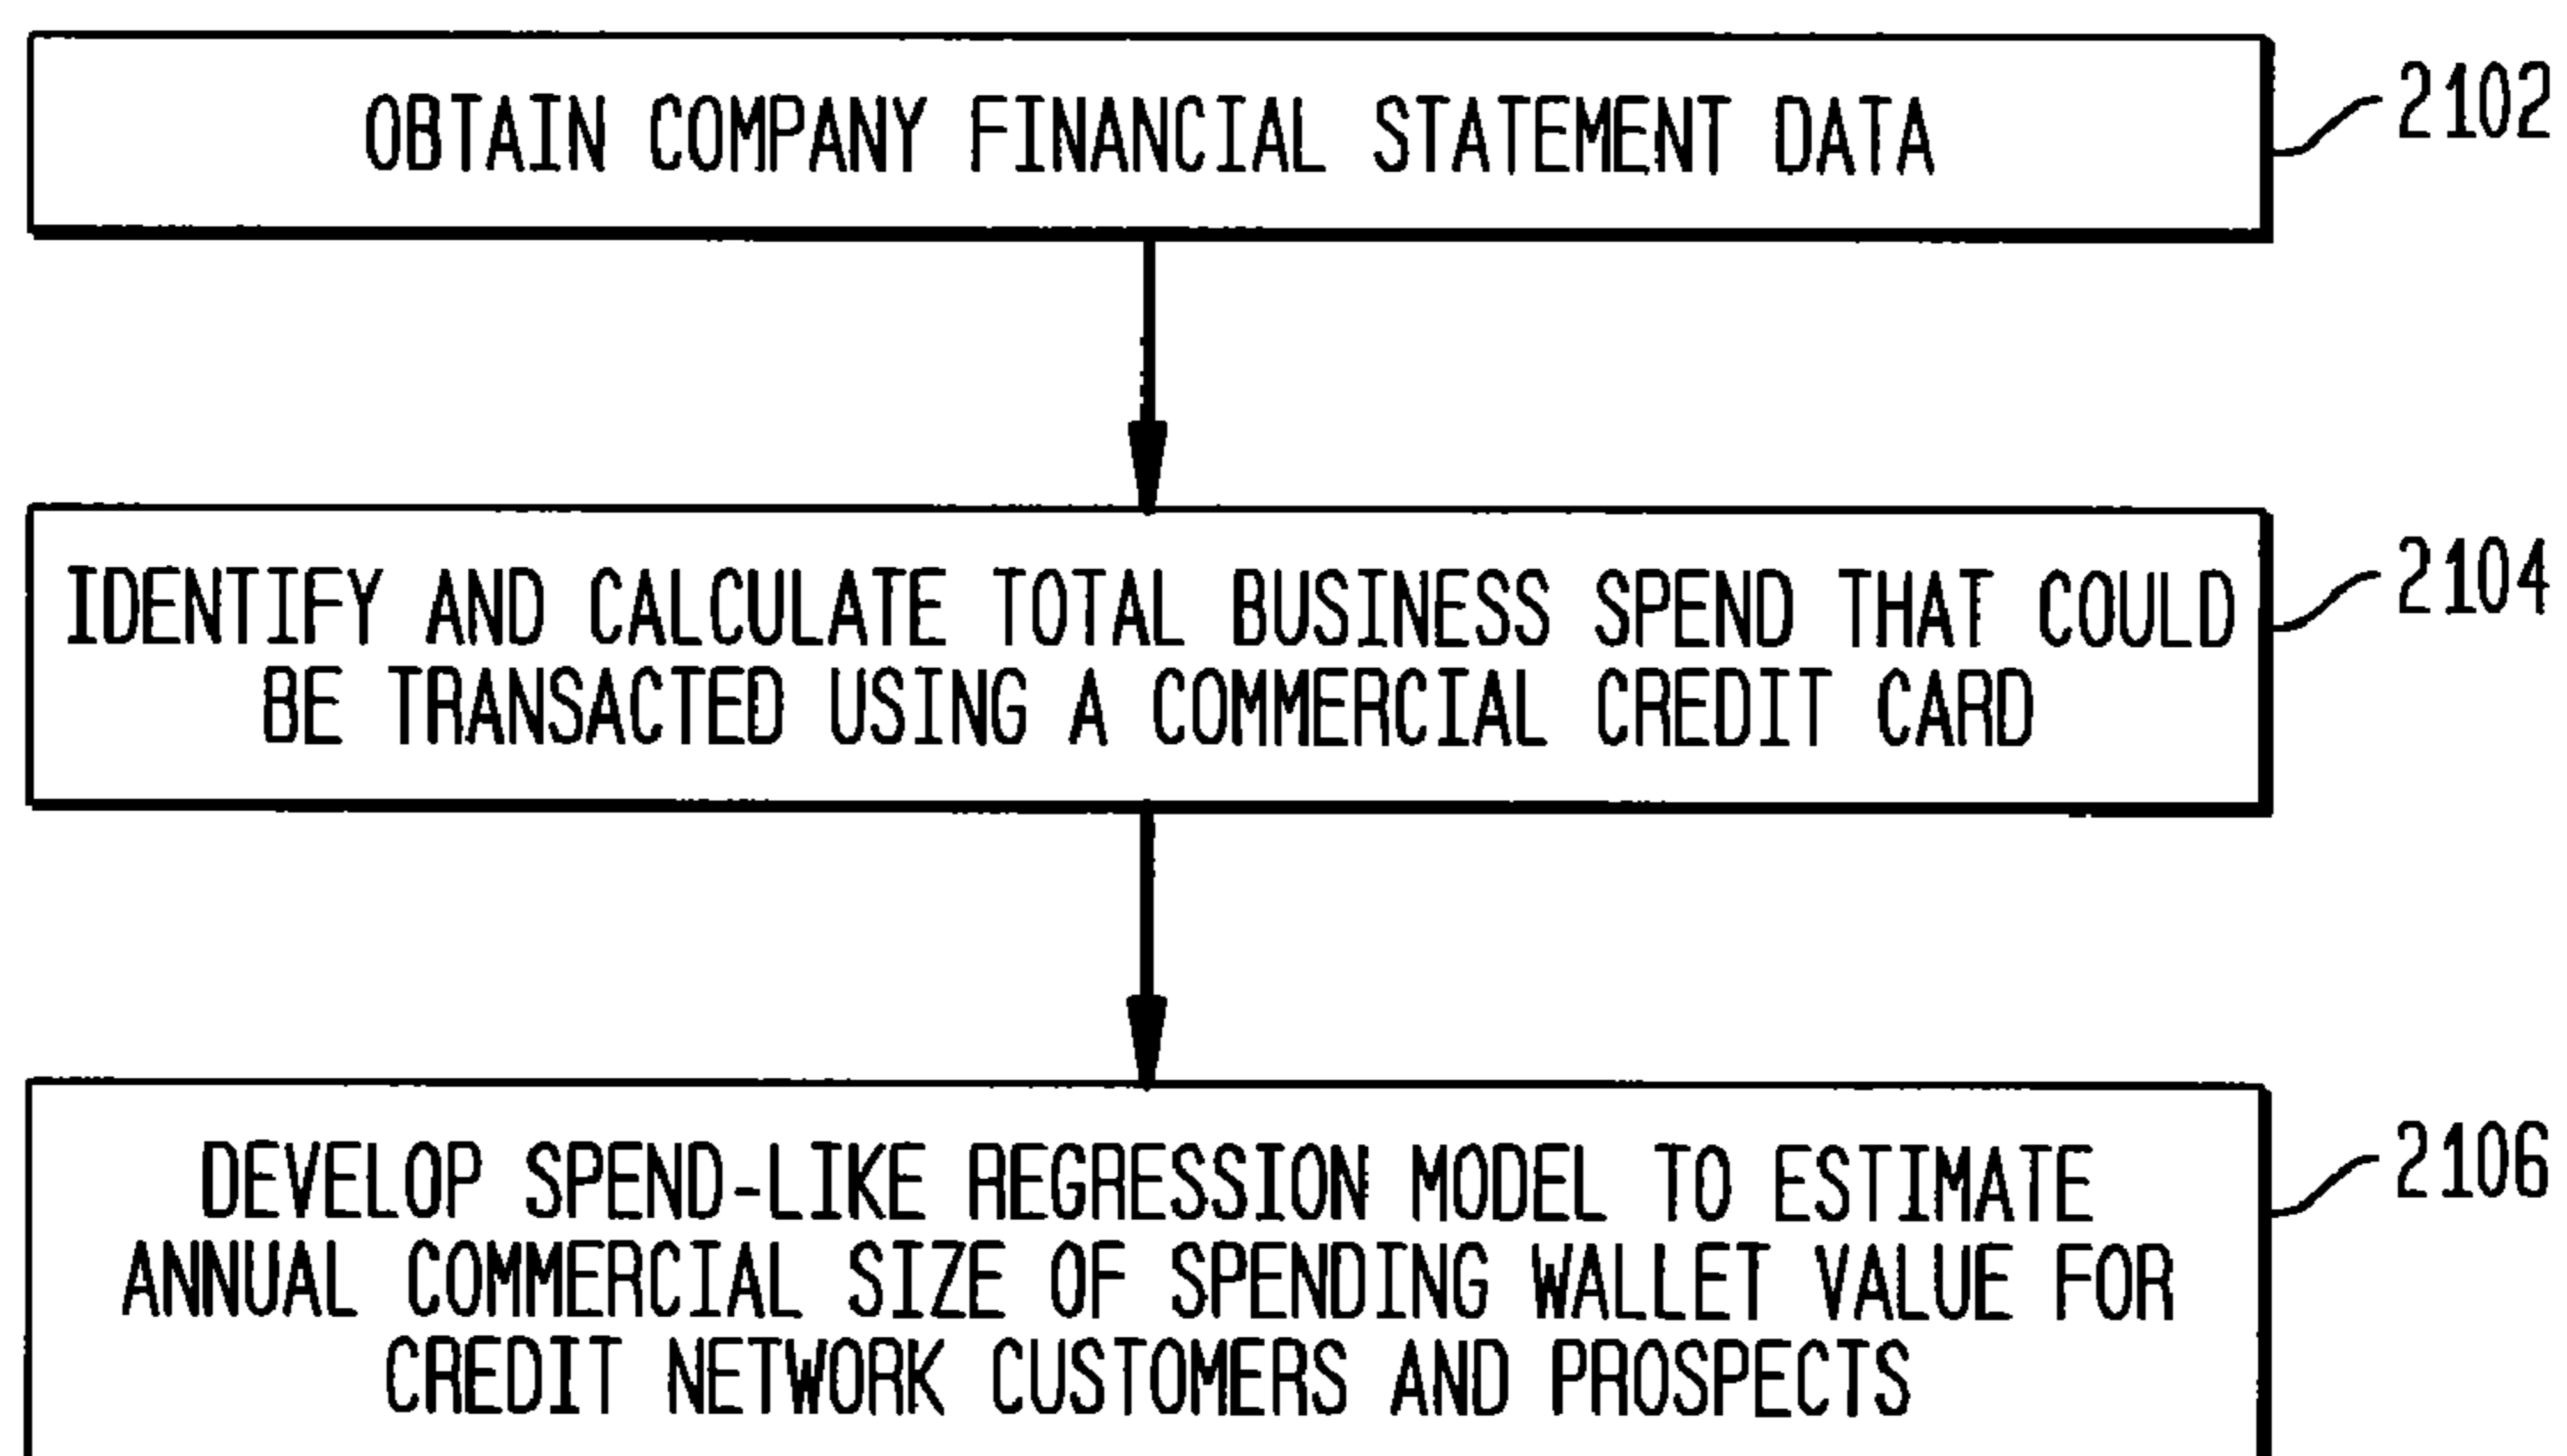 OBTAIN COMPANY FINANCIAL STATEMENT DATA
2102
IDENTIFY AND CALCULATE TOTAL BUSINESS SPEND THAT COULD
BE TRANSACTED USING A COMMERCIAL CREDIT CARD
2104
DEVELOP SPEND-LIKE REGRESSION MODEL TO ESTIMATE
ANNUAL COMMERCIAL SIZE OF SPENDING WALLET VALUE FOR
CREDIT NETWORK CUSTOMERS AND PROSPECTS
2106